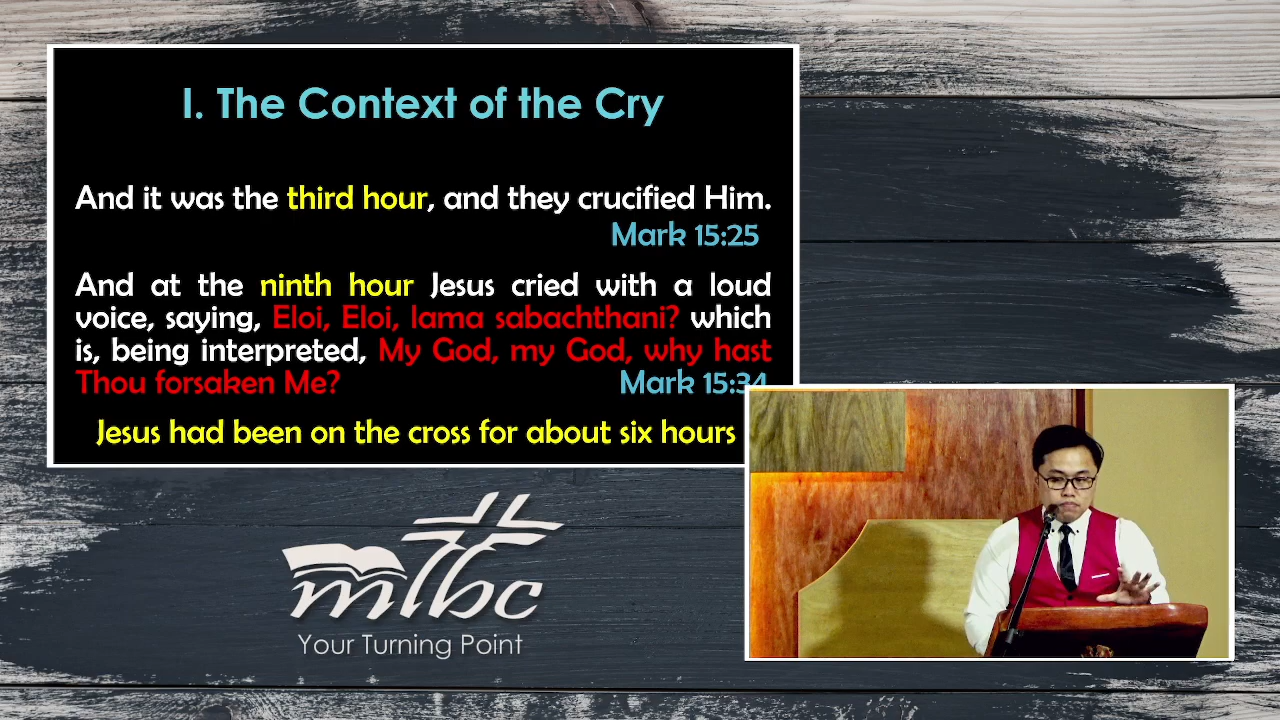 I. The Context of the Cry
And it was the third hour, and they crucified Him.
Mark 15:25
And at the ninth hour Jesus cried with a loud
voice, saying, Eloi, Eloi, lama sabachthani? which
is, being interpreted, My God, my God, why hast
Thou forsaken Me? Mark 15:34
Jesus had been on the cross for about six hours
mtbc
Your Turning Point